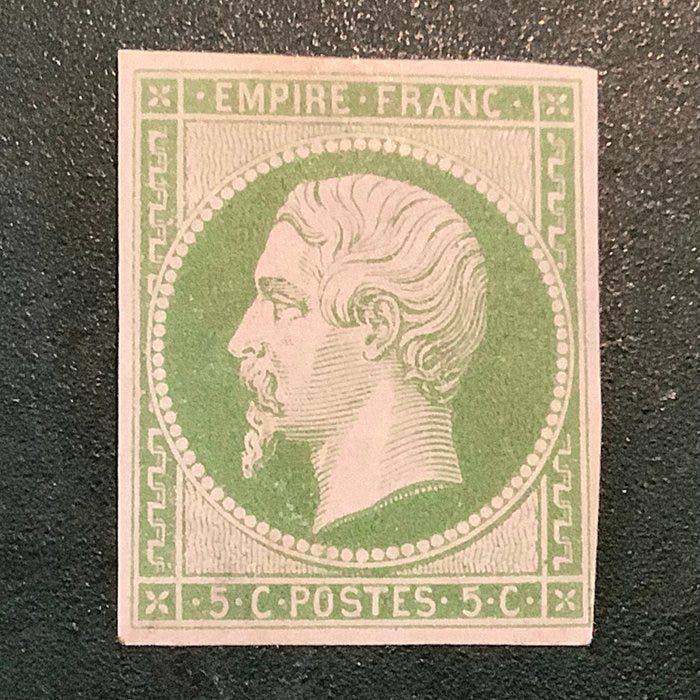 · EMPIRE · FRANC ·
· 5 · C · POSTES · 5 · C ·